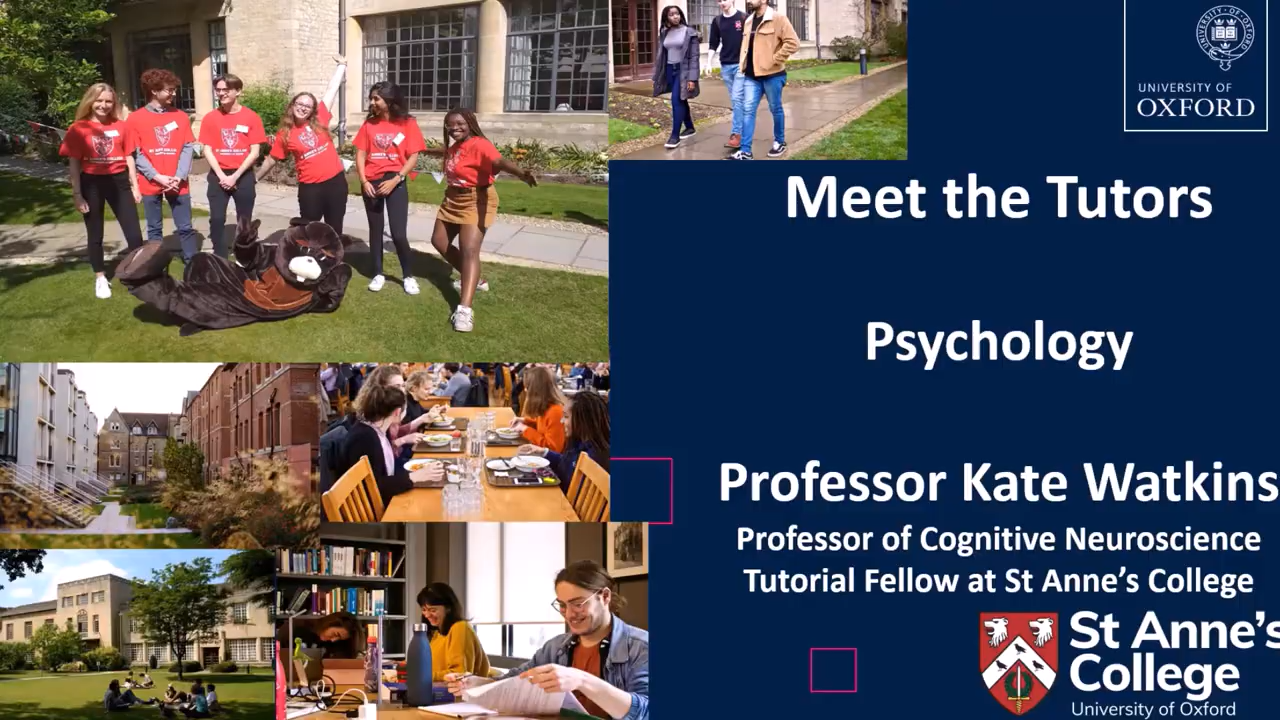 UNIVERSITY OF
OXFORD
Meet the Tutors
Psychology
Professor Kate Watkins
Professor of Cognitive Neuroscience
Tutorial Fellow at St Anne's College
St Anne's
College
University of Oxford